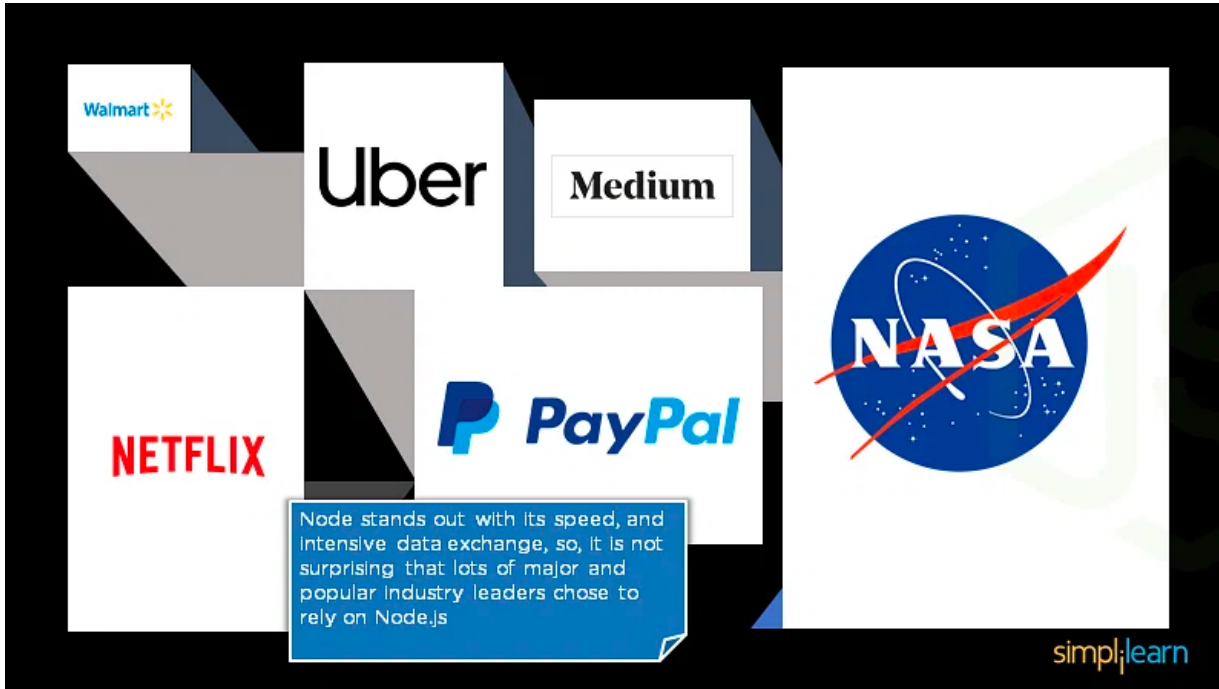 Walmart
Uber
Medium
NASA
NETFLIX
PayPal
Node stands out with its speed, and
intensive data exchange, so, it is not
surprising that lots of major and
popular industry leaders chose to
rely on Node.js
simplilearn